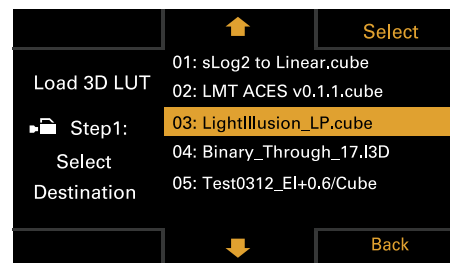 Select
Load 3D LUT
Step1:
Select
Destination
01: sLog2 to Linear.cube
02: LMT ACES v0.1.1.cube
03: LightIllusion_LP.cube
04: Binary_Through_17.l3D
05: Test0312_EI+0.6/Cube
Back